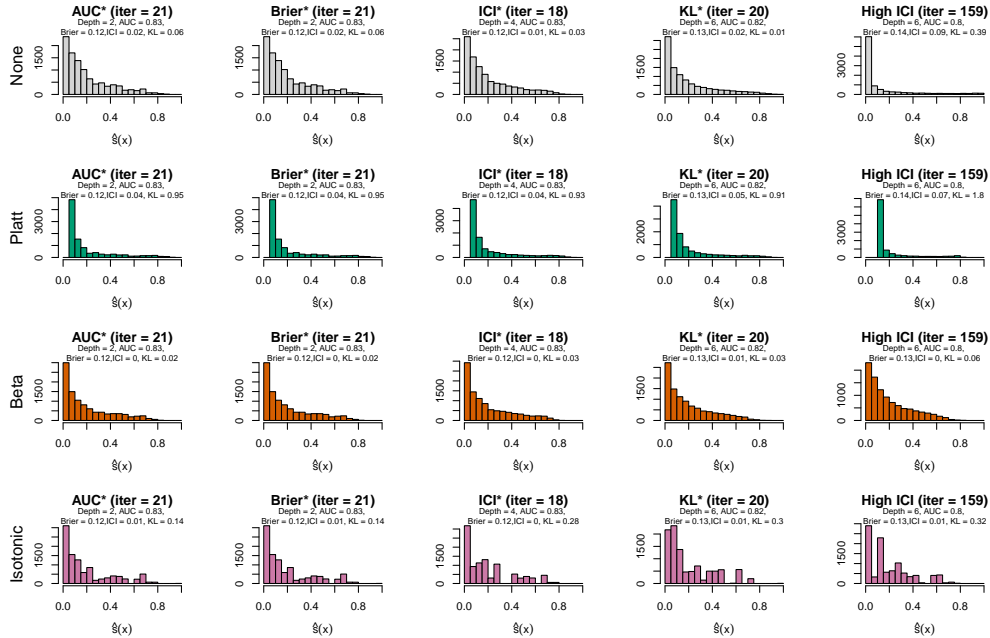 None
AUC* (iter = 21)
Depth = 2, AUC = 0.83,
Brier = 0.12,ICI = 0.02, KL = 0.06
0 1500
0.0 0.4 0.8
ŝ(x)
Brier* (iter = 21)
Depth = 2, AUC = 0.83,
Brier = 0.12,ICI = 0.02, KL = 0.06
0 1500
0.0 0.4 0.8
ŝ(x)
ICI* (iter = 18)
Depth = 4, AUC = 0.83,
Brier = 0.12,ICI = 0.01, KL = 0.03
0 1500
0.0 0.4 0.8
ŝ(x)
KL* (iter = 20)
Depth = 6, AUC = 0.82,
Brier = 0.13,ICI = 0.02, KL = 0.01
0 1500
0.0 0.4 0.8
ŝ(x)
High ICI (iter = 159)
Depth = 6, AUC = 0.8,
Brier = 0.14,ICI = 0.09, KL = 0.39
0 3000
0.0 0.4 0.8
ŝ(x)
Platt
AUC* (iter = 21)
Depth = 2, AUC = 0.83,
Brier = 0.12,ICI = 0.04, KL = 0.95
0 3000
0.0 0.4 0.8
ŝ(x)
Brier* (iter = 21)
Depth = 2, AUC = 0.83,
Brier = 0.12,ICI = 0.04, KL = 0.95
0 3000
0.0 0.4 0.8
ŝ(x)
ICI* (iter = 18)
Depth = 4, AUC = 0.83,
Brier = 0.12,ICI = 0.04, KL = 0.93
0 3000
0.0 0.4 0.8
ŝ(x)
KL* (iter = 20)
Depth = 6, AUC = 0.82,
Brier = 0.13,ICI = 0.05, KL = 0.91
0 2000
0.0 0.4 0.8
ŝ(x)
High ICI (iter = 159)
Depth = 6, AUC = 0.8,
Brier = 0.14,ICI = 0.07, KL = 1.8
0 3000
0.0 0.4 0.8
ŝ(x)
Beta
AUC* (iter = 21)
Depth = 2, AUC = 0.83,
Brier = 0.12,ICI = 0, KL = 0.02
0 1500
0.0 0.4 0.8
ŝ(x)
Brier* (iter = 21)
Depth = 2, AUC = 0.83,
Brier = 0.12,ICI = 0, KL = 0.02
0 1500
0.0 0.4 0.8
ŝ(x)
ICI* (iter = 18)
Depth = 4, AUC = 0.83,
Brier = 0.12,ICI = 0, KL = 0.03
0 1500
0.0 0.4 0.8
ŝ(x)
KL* (iter = 20)
Depth = 6, AUC = 0.82,
Brier = 0.13,ICI = 0.01, KL = 0.03
0 1500
0.0 0.4 0.8
ŝ(x)
High ICI (iter = 159)
Depth = 6, AUC = 0.8,
Brier = 0.13,ICI = 0, KL = 0.06
0 1000
0.0 0.4 0.8
ŝ(x)
Isotonic
AUC* (iter = 21)
Depth = 2, AUC = 0.83,
Brier = 0.12,ICI = 0.01, KL = 0.14
0 1500
0.0 0.4 0.8
ŝ(x)
Brier* (iter = 21)
Depth = 2, AUC = 0.83,
Brier = 0.12,ICI = 0.01, KL = 0.14
0 1500
0.0 0.4 0.8
ŝ(x)
ICI* (iter = 18)
Depth = 4, AUC = 0.83,
Brier = 0.12,ICI = 0, KL = 0.28
0 1500
0.0 0.4 0.8
ŝ(x)
KL* (iter = 20)
Depth = 6, AUC = 0.82,
Brier = 0.13,ICI = 0.01, KL = 0.3
0 1500
0.0 0.4 0.8
ŝ(x)
High ICI (iter = 159)
Depth = 6, AUC = 0.8,
Brier = 0.13,ICI = 0.01, KL = 0.32
0 1500
0.0 0.4 0.8
ŝ(x)